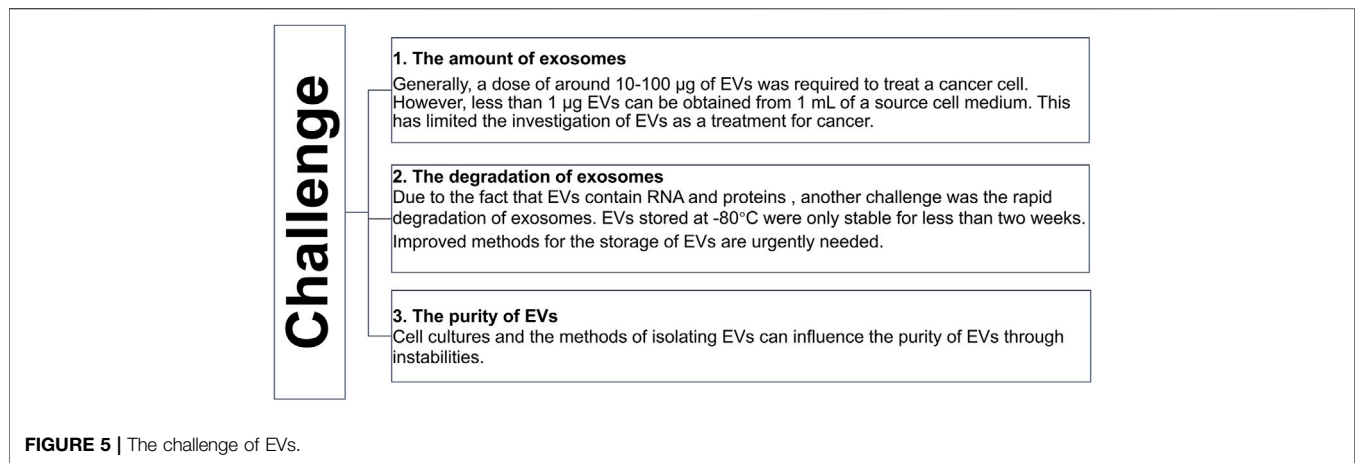 Challenge
1. The amount of exosomes
Generally, a dose of around 10-100 µg of EVs was required to treat a cancer cell.
However, less than 1 µg EVs can be obtained from 1 mL of a source cell medium. This
has limited the investigation of EVs as a treatment for cancer.
2. The degradation of exosomes
Due to the fact that EVs contain RNA and proteins , another challenge was the rapid
degradation of exosomes. EVs stored at -80°C were only stable for less than two weeks.
Improved methods for the storage of EVs are urgently needed.
3. The purity of EVs
Cell cultures and the methods of isolating EVs can influence the purity of EVs through
instabilities.
FIGURE 5 | The challenge of EVs.